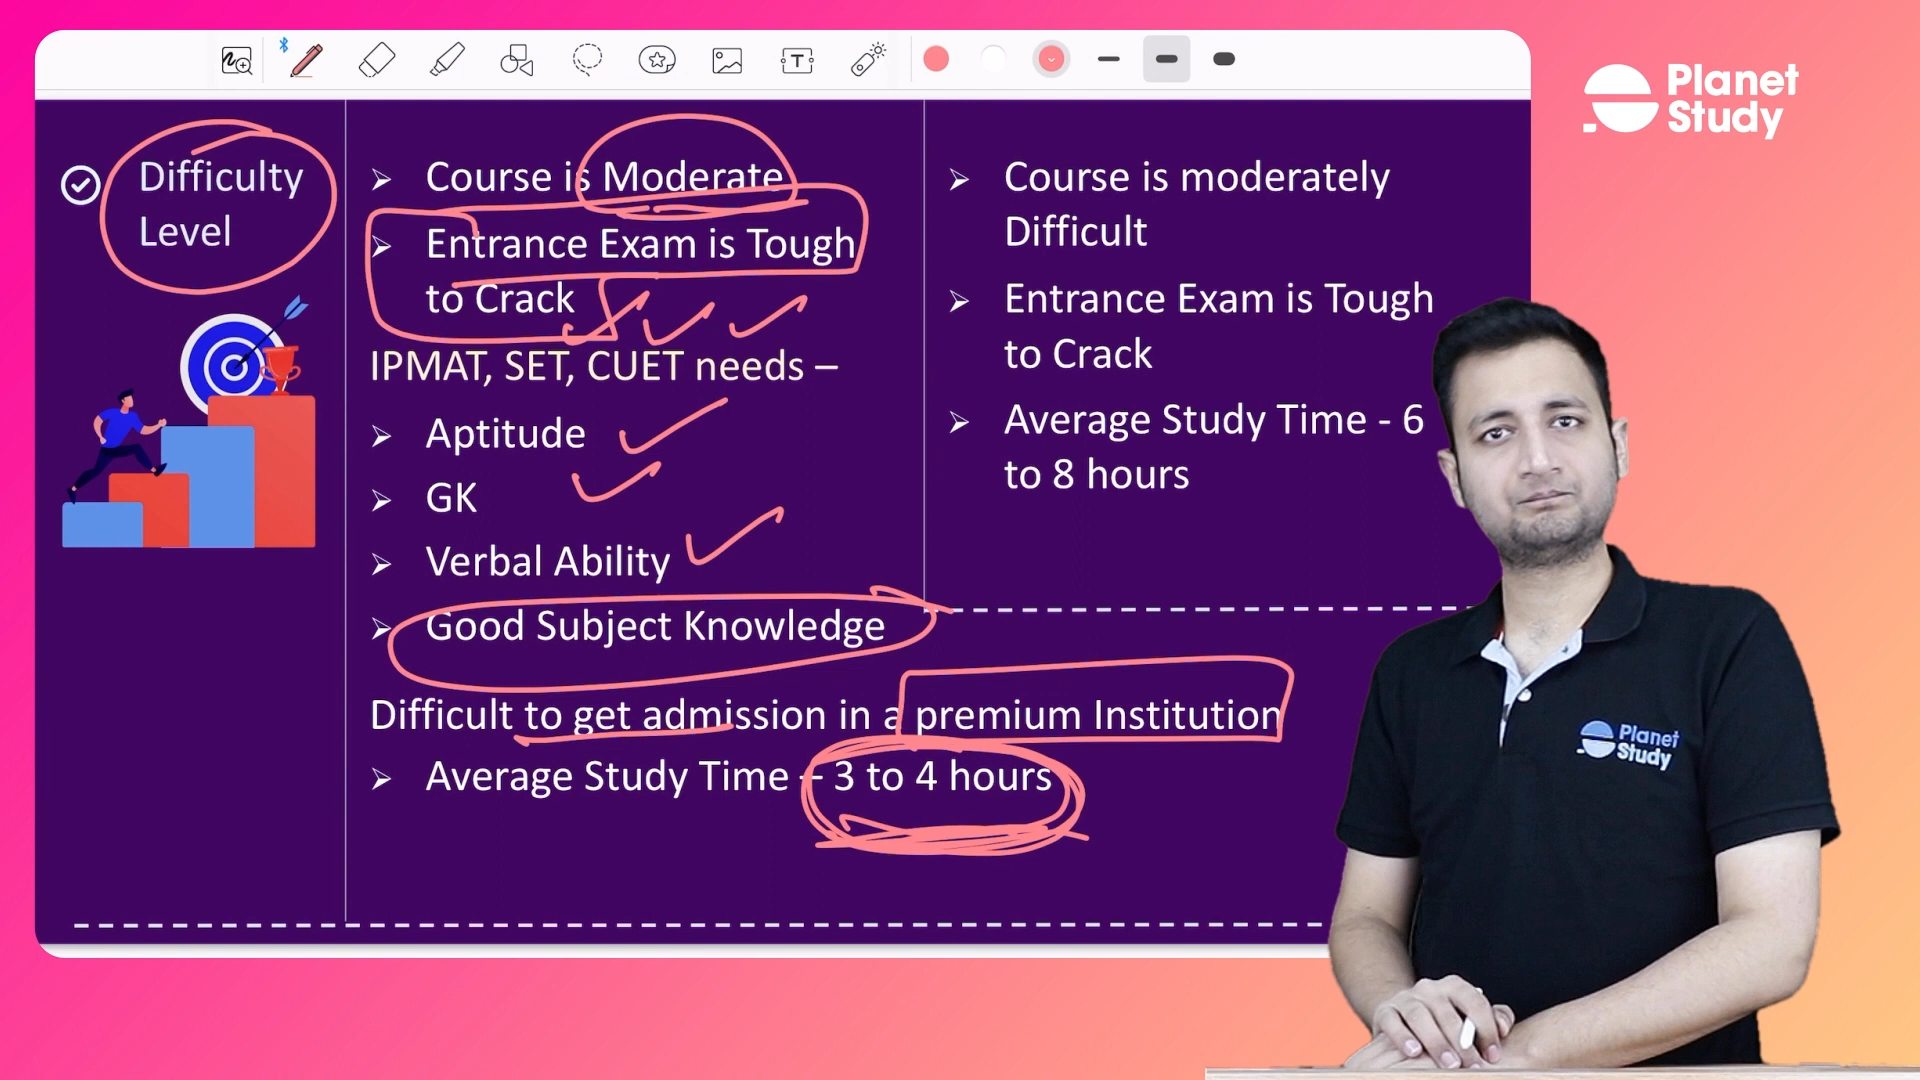 Planet
Study
Difficulty
Level
➢ Course is Moderate
➢ Entrance Exam is Tough
to Crack
IPMAT, SET, CUET needs –
➢ Aptitude
➢ GK
➢ Verbal Ability
➢ Good Subject Knowledge
Difficult to get admission in a premium Institution
➢ Average Study Time – 3 to 4 hours
➢ Course is moderately
Difficult
➢ Entrance Exam is Tough
to Crack
➢ Average Study Time - 6
to 8 hours
Planet
Study